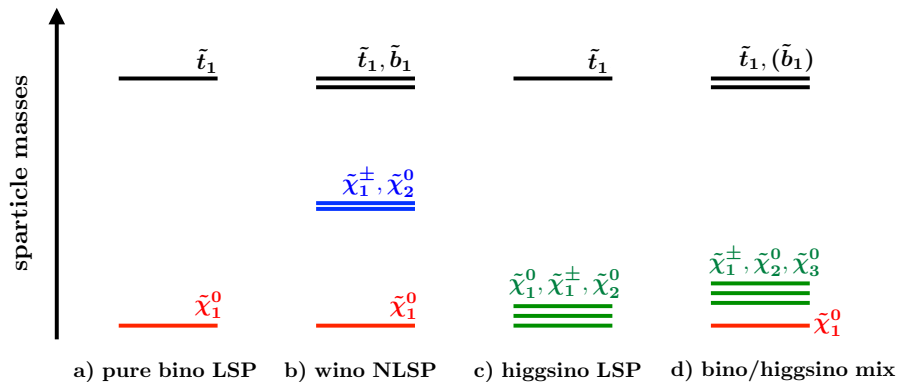 sparticle masses
t̃₁
t̃₁, b̃₁
t̃₁
t̃₁, (b̃₁)
χ̃₁±, χ̃₂⁰
χ̃₁⁰, χ̃₁±, χ̃₂⁰
χ̃₁±, χ̃₂⁰, χ̃₃⁰
χ̃₁⁰
χ̃₁⁰
χ̃₁⁰
a) pure bino LSP
b) wino NLSP
c) higgsino LSP
d) bino/higgsino mix